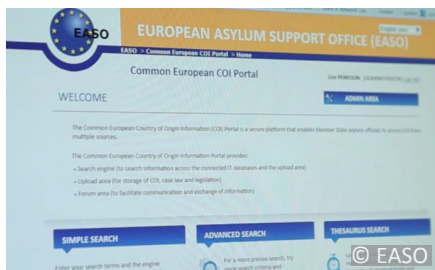 EASO
EUROPEAN ASYLUM SUPPORT OFFICE (EASO)
EASO > Common European COI Portal > Home
Common European COI Portal
WELCOME
ADMIN AREA
The Common European Country of Origin Information (COI) Portal is a secure platform that enables Member State asylum officials to access COI from
multiple sources.
The Common European Country of Origin Information Portal provides:
Search engine (to search information across the connected IT databases and the upload area)
Upload area (for storage of COI, case law and legislation)
Forum area (to facilitate communication and exchange of information)
SIMPLE SEARCH
ADVANCED SEARCH
THESAURUS SEARCH
Enter your search terms and the engine
For a more precise search, try
© EASO